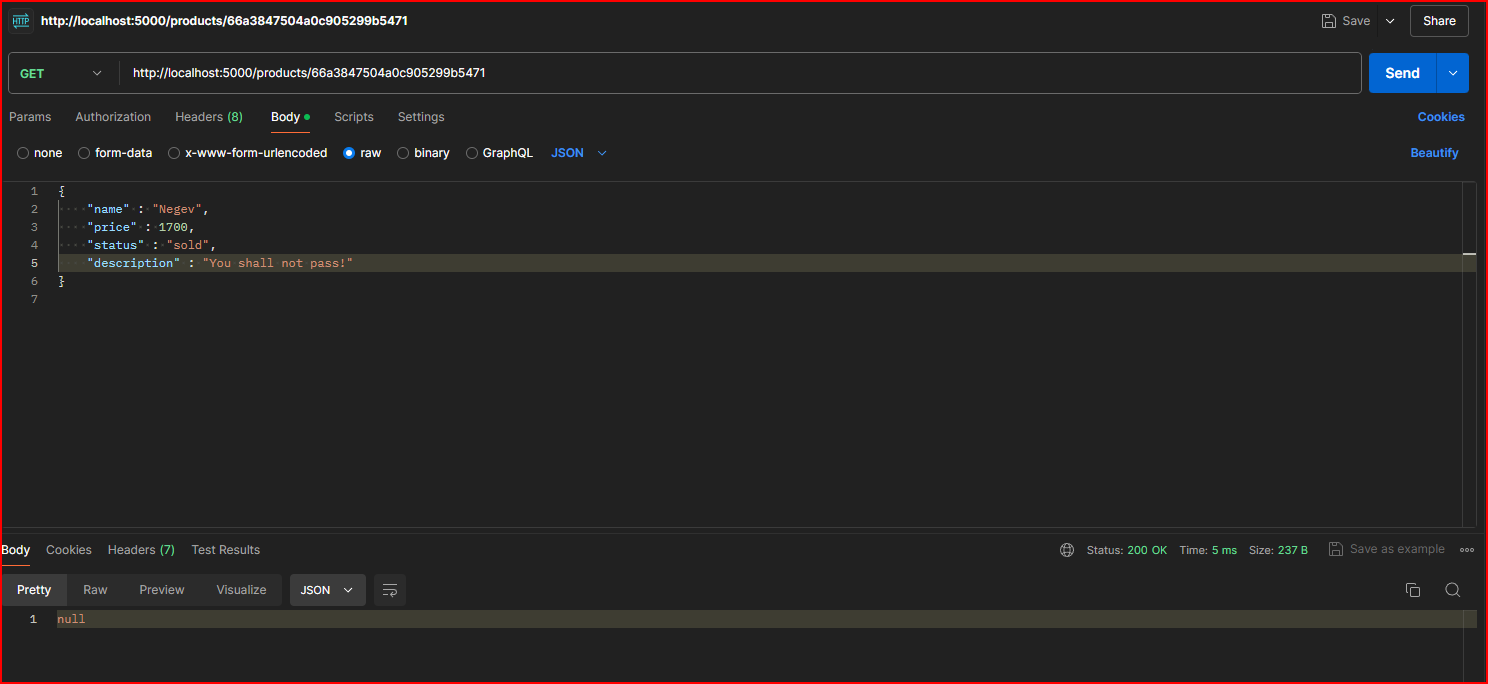 HTTP http://localhost:5000/products/66a3847504a0c905299b5471 Save Share
GET http://localhost:5000/products/66a3847504a0c905299b5471 Send
Params Authorization Headers (8) Body Scripts Settings Cookies
none form-data x-www-form-urlencoded raw binary GraphQL JSON Beautify
1 {
2 "name" : "Negev",
3 "price" : 1700,
4 "status" : "sold",
5 "description" : "You shall not pass!"
6 }
7
Body Cookies Headers (7) Test Results Status: 200 OK Time: 5 ms Size: 237 B Save as example
Pretty Raw Preview Visualize JSON
1 null